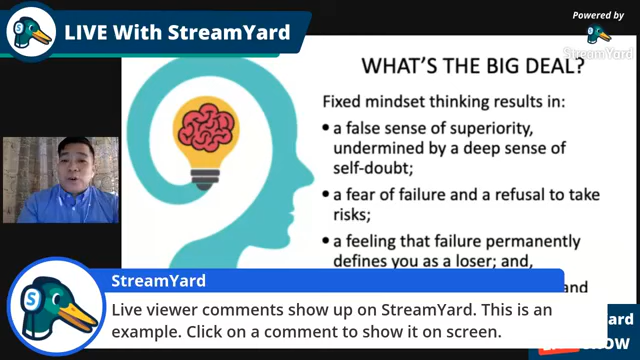 LIVE With StreamYard
Powered by
StreamYard
WHAT'S THE BIG DEAL?
Fixed mindset thinking results in:
• a false sense of superiority,
undermined by a deep sense of
self-doubt;
• a fear of failure and a refusal to take
risks;
• a feeling that failure permanently
defines you as a loser; and,
and
StreamYard
Live viewer comments show up on StreamYard. This is an
example. Click on a comment to show it on screen.